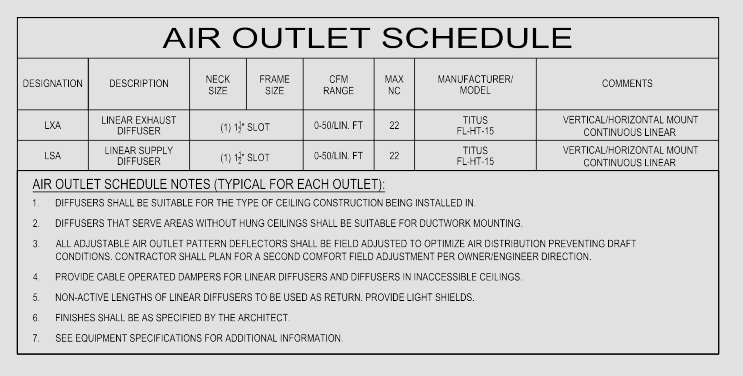 AIR OUTLET SCHEDULE
DESIGNATION DESCRIPTION NECK SIZE FRAME SIZE CFM RANGE MAX NC MANUFACTURER/ MODEL COMMENTS
LXA LINEAR EXHAUST DIFFUSER (1) 1½" SLOT 0-50/LIN. FT 22 TITUS FL-HT-15 VERTICAL/HORIZONTAL MOUNT CONTINUOUS LINEAR
LSA LINEAR SUPPLY DIFFUSER (1) 1½" SLOT 0-50/LIN. FT 22 TITUS FL-HT-15 VERTICAL/HORIZONTAL MOUNT CONTINUOUS LINEAR
AIR OUTLET SCHEDULE NOTES (TYPICAL FOR EACH OUTLET):
1. DIFFUSERS SHALL BE SUITABLE FOR THE TYPE OF CEILING CONSTRUCTION BEING INSTALLED IN.
2. DIFFUSERS THAT SERVE AREAS WITHOUT HUNG CEILINGS SHALL BE SUITABLE FOR DUCTWORK MOUNTING.
3. ALL ADJUSTABLE AIR OUTLET PATTERN DEFLECTORS SHALL BE FIELD ADJUSTED TO OPTIMIZE AIR DISTRIBUTION PREVENTING DRAFT
CONDITIONS. CONTRACTOR SHALL PLAN FOR A SECOND COMFORT FIELD ADJUSTMENT PER OWNER/ENGINEER DIRECTION.
4. PROVIDE CABLE OPERATED DAMPERS FOR LINEAR DIFFUSERS AND DIFFUSERS IN INACCESSIBLE CEILINGS.
5. NON-ACTIVE LENGTHS OF LINEAR DIFFUSERS TO BE USED AS RETURN. PROVIDE LIGHT SHIELDS.
6. FINISHES SHALL BE AS SPECIFIED BY THE ARCHITECT.
7. SEE EQUIPMENT SPECIFICATIONS FOR ADDITIONAL INFORMATION.